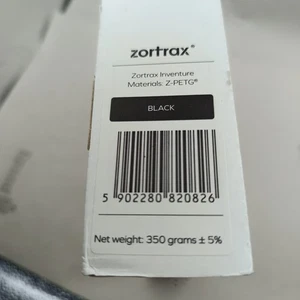 zortrax®
Zortrax Inventure
Materials: Z-PETG®
BLACK
5 902280 820826
Net weight: 350 grams ± 5%